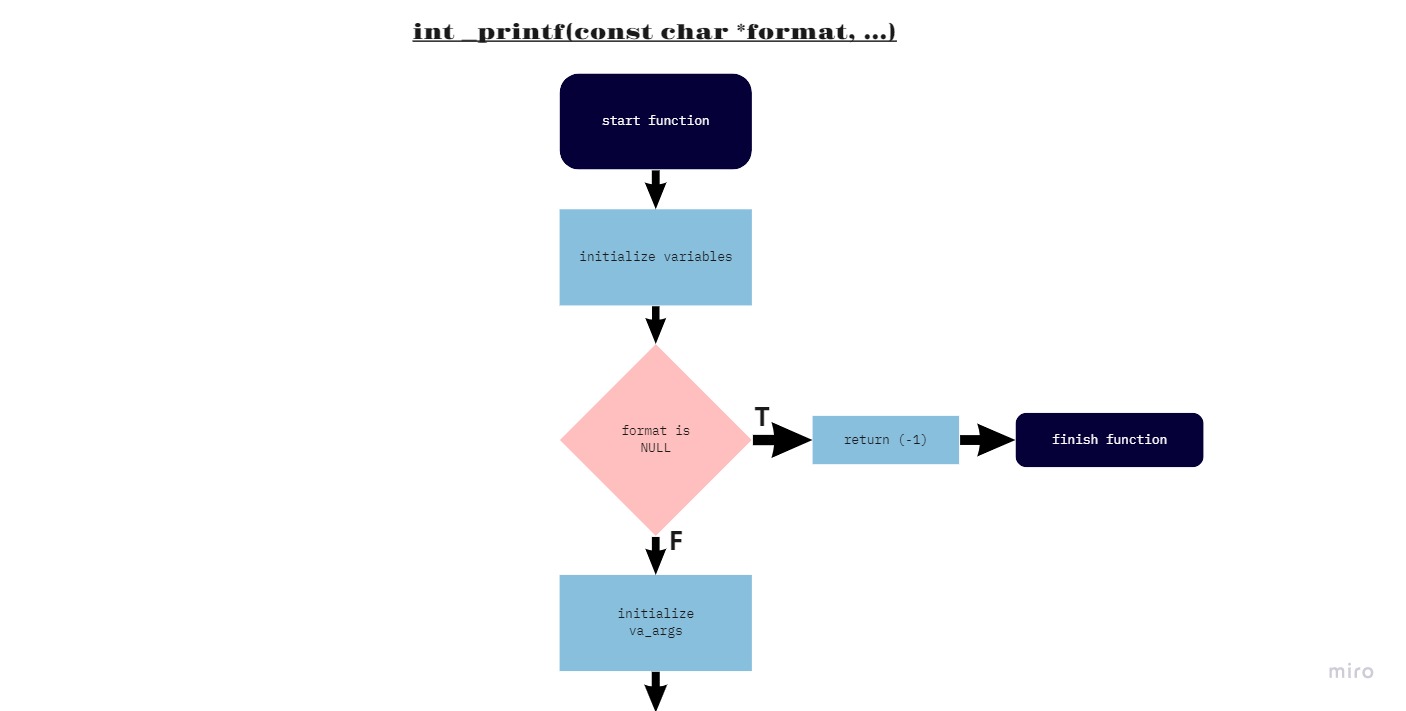 int _printf(const char *format, ...)
start function
initialize variables
format is
NULL
T
return (-1)
finish function
F
initialize
va_args
miro